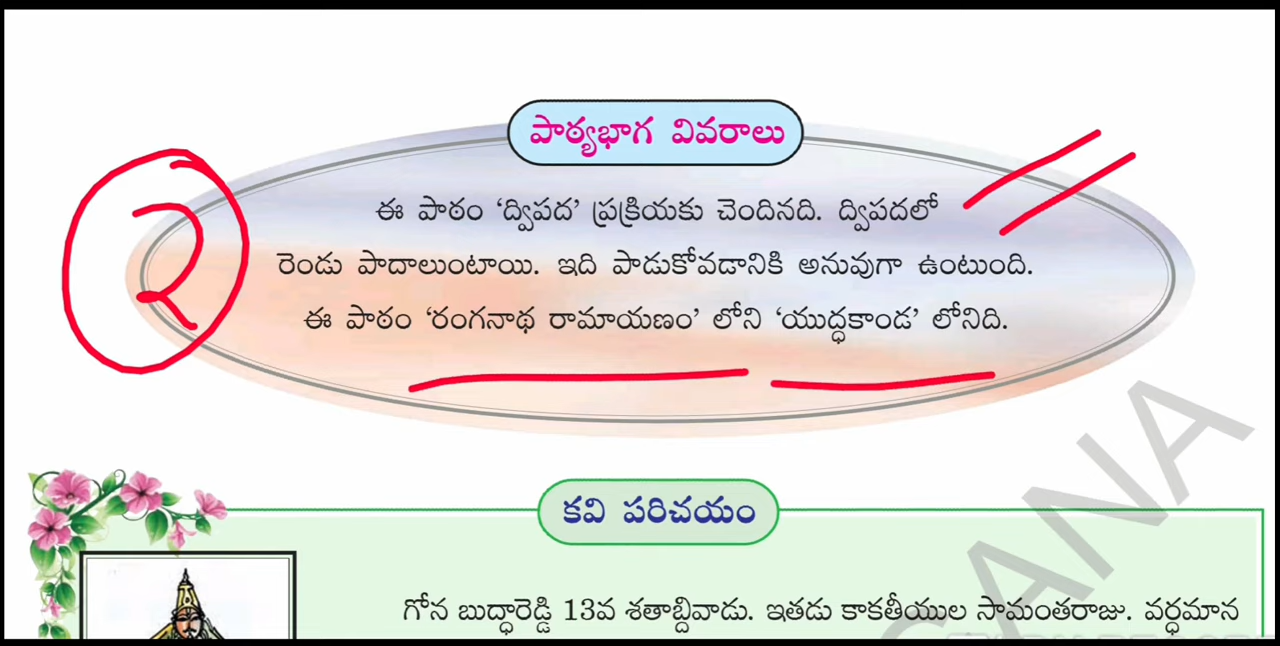 పాఠ్యభాగ వివరాలు
ఈ పాఠం ‘ద్విపద’ ప్రక్రియకు చెందినది. ద్విపదలో
రెండు పాదాలుంటాయి. ఇది పాడుకోవడానికి అనువుగా ఉంటుంది.
ఈ పాఠం ‘రంగనాథ రామాయణం’ లోని ‘యుద్ధకాండ’ లోనిది.
కవి పరిచయం
గోన బుద్ధారెడ్డి 13వ శతాబ్దివాడు. ఇతడు కాకతీయుల సామంతరాజు. వర్ధమాన